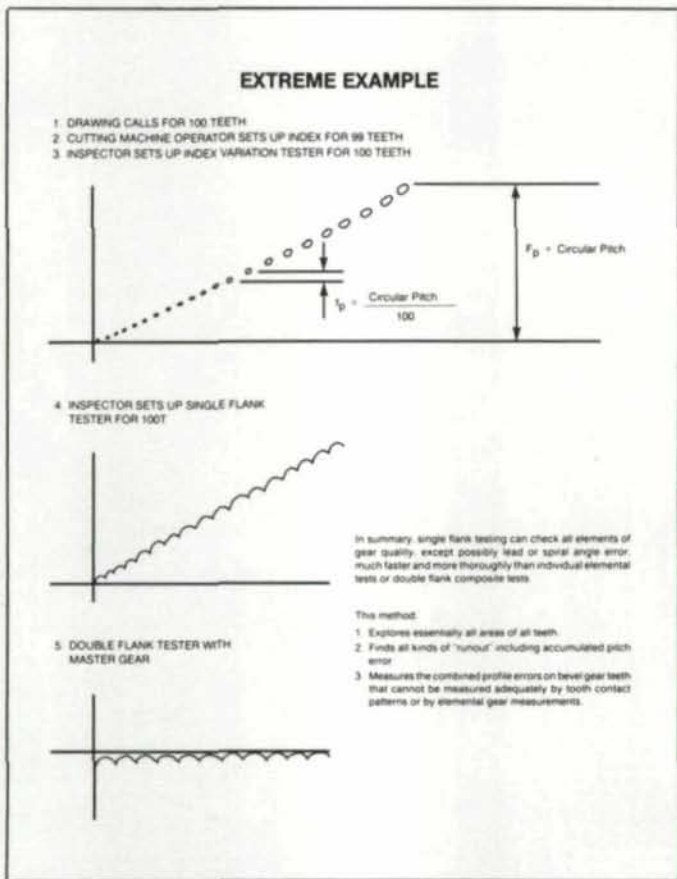 EXTREME EXAMPLE
1. DRAWING CALLS FOR 100 TEETH
2. CUTTING MACHINE OPERATOR SETS UP INDEX FOR 99 TEETH
3. INSPECTOR SETS UP INDEX VARIATION TESTER FOR 100 TEETH
Fp = Circular Pitch
fp = Circular Pitch
100
4. INSPECTOR SETS UP SINGLE FLANK
TESTER FOR 100T
In summary, single flank testing can check all elements of
gear quality, except possibly lead or spiral angle error,
much faster and more thoroughly than individual elemental
tests or double flank composite tests.
This method:
1. Explores essentially all areas of all teeth.
2. Finds all kinds of "runout" including accumulated pitch
error.
3. Measures the combined profile errors on bevel gear teeth
that cannot be measured adequately by tooth contact
patterns or by elemental gear measurements.
5. DOUBLE FLANK TESTER WITH
MASTER GEAR